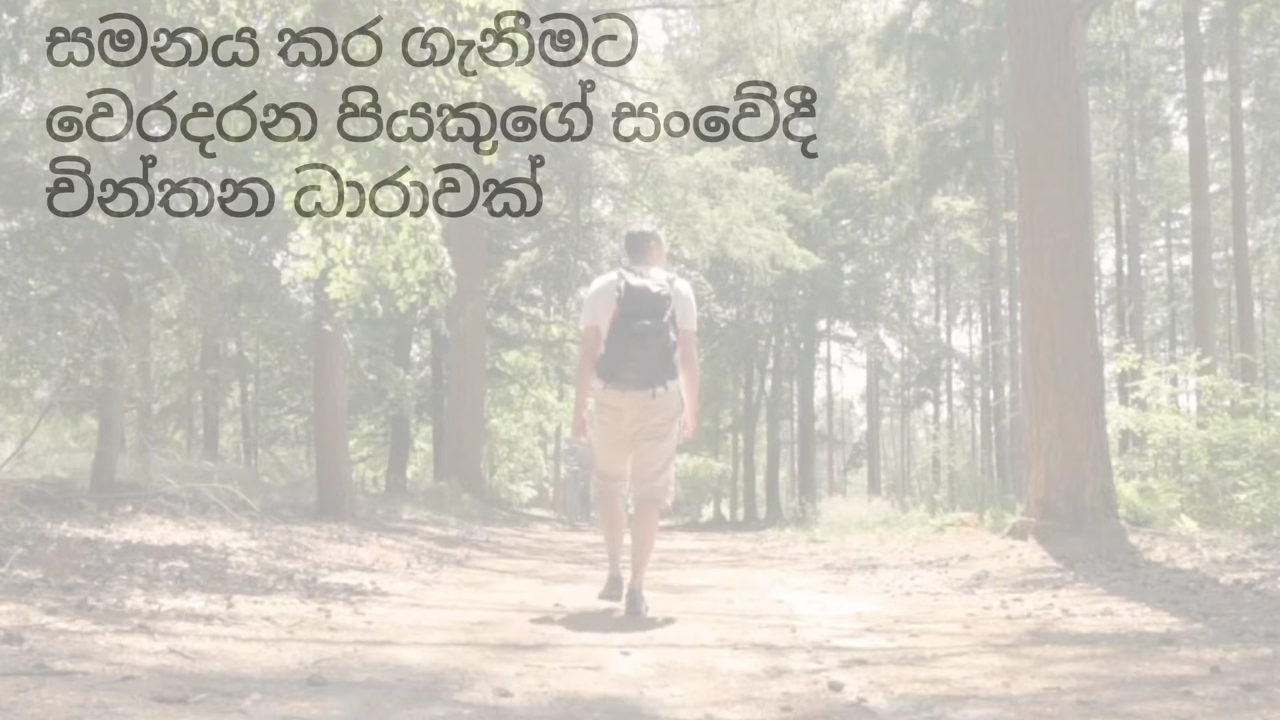 සමනය කර ගැනීමට
වෙරදරන පියකුගේ සංවේදී
චින්තන ධාරාවක්